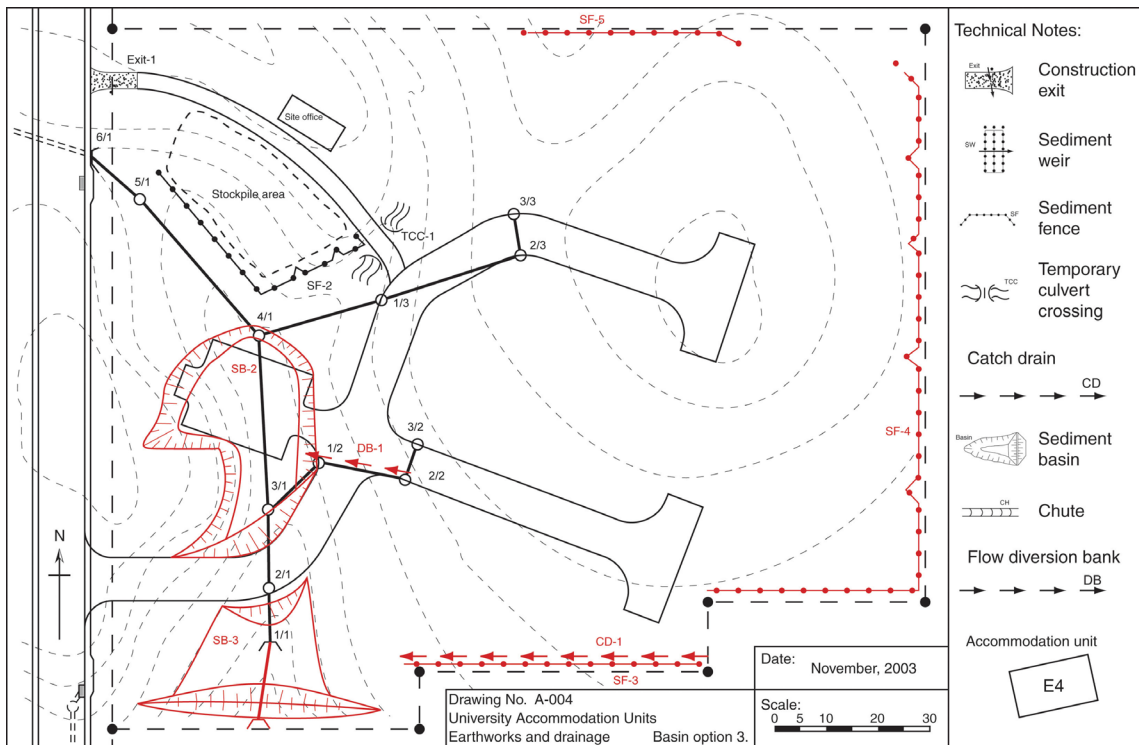 SF-5
Exit-1
Site office
6/1
5/1
Stockpile area
3/3
TCC-1
2/3
SF-2
1/3
4/1
SB-2
3/2
1/2
DB-1
SF-4
2/2
3/1
N
2/1
1/1
SB-3
CD-1
SF-3
Drawing No. A-004
University Accommodation Units
Earthworks and drainage Basin option 3.
Date:
November, 2003
Scale:
0 5 10 20 30
Technical Notes:
Exit
Construction
exit
SW
Sediment
weir
SF
Sediment
fence
TCC
Temporary
culvert
crossing
Catch drain
CD
Basin
Sediment
basin
CH
Chute
Flow diversion bank
DB
Accommodation unit
E4